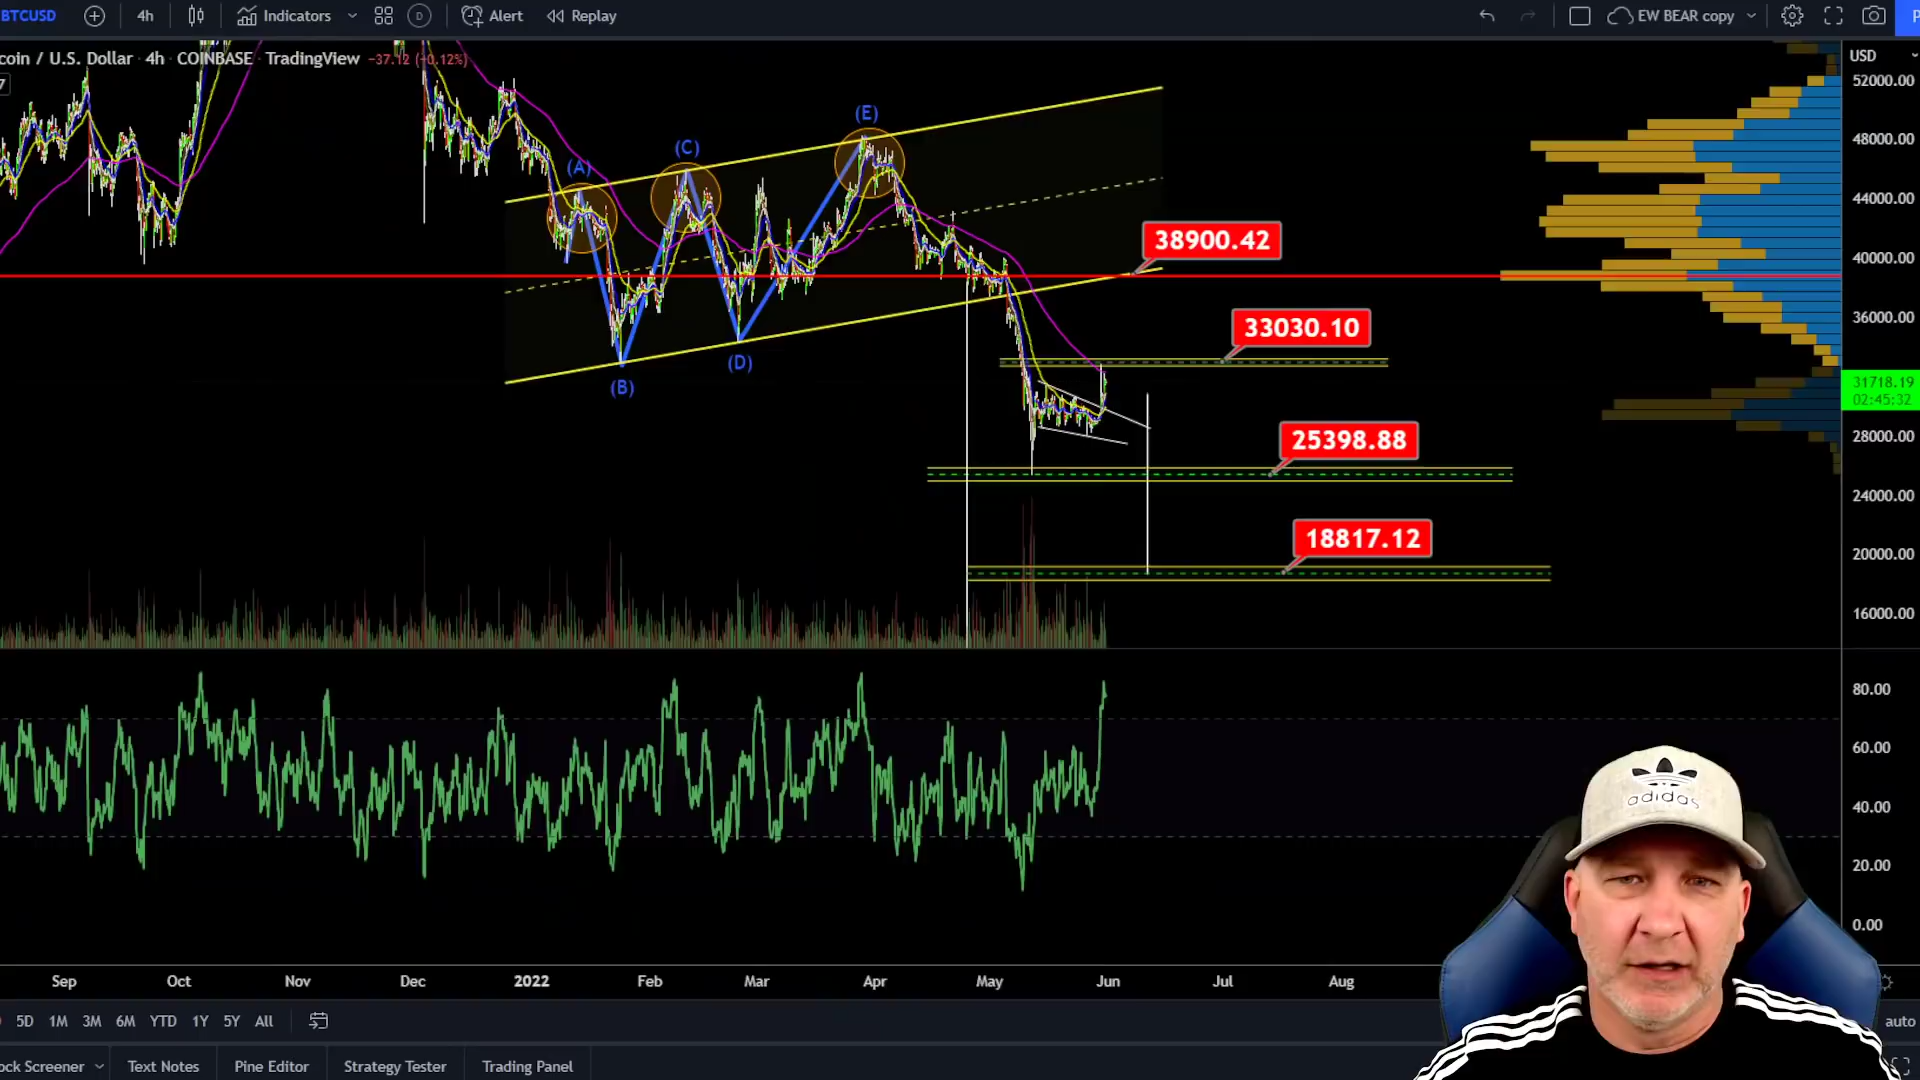 BTCUSD
4h
Indicators
D
Alert
Replay
EW BEAR copy
coin / U.S. Dollar · 4h · COINBASE · TradingView −37.12 (−0.12%)
7
USD
52000.00
48000.00
44000.00
40000.00
36000.00
31718.19
02:45:32
28000.00
24000.00
20000.00
16000.00
(A)
(B)
(C)
(D)
(E)
38900.42
33030.10
25398.88
18817.12
80.00
60.00
40.00
20.00
0.00
adidas
Sep Oct Nov Dec 2022 Feb Mar Apr May Jun Jul Aug
5D 1M 3M 6M YTD 1Y 5Y All
auto
ock Screener Text Notes Pine Editor Strategy Tester Trading Panel